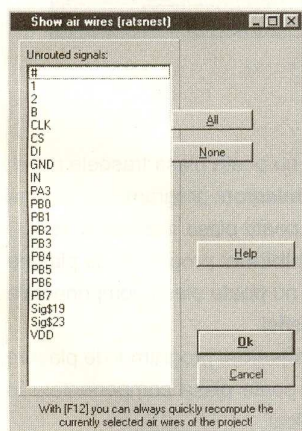 Show air wires (ratsnest)
Unrouted signals:
#
1
2
B
CLK
CS
DI
GND
IN
PA3
PB0
PB1
PB2
PB3
PB4
PB5
PB6
PB7
Sig$19
Sig$23
VDD
All
None
Help
Ok
Cancel
With [F12] you can always quickly recompute the
currently selected air wires of the project!